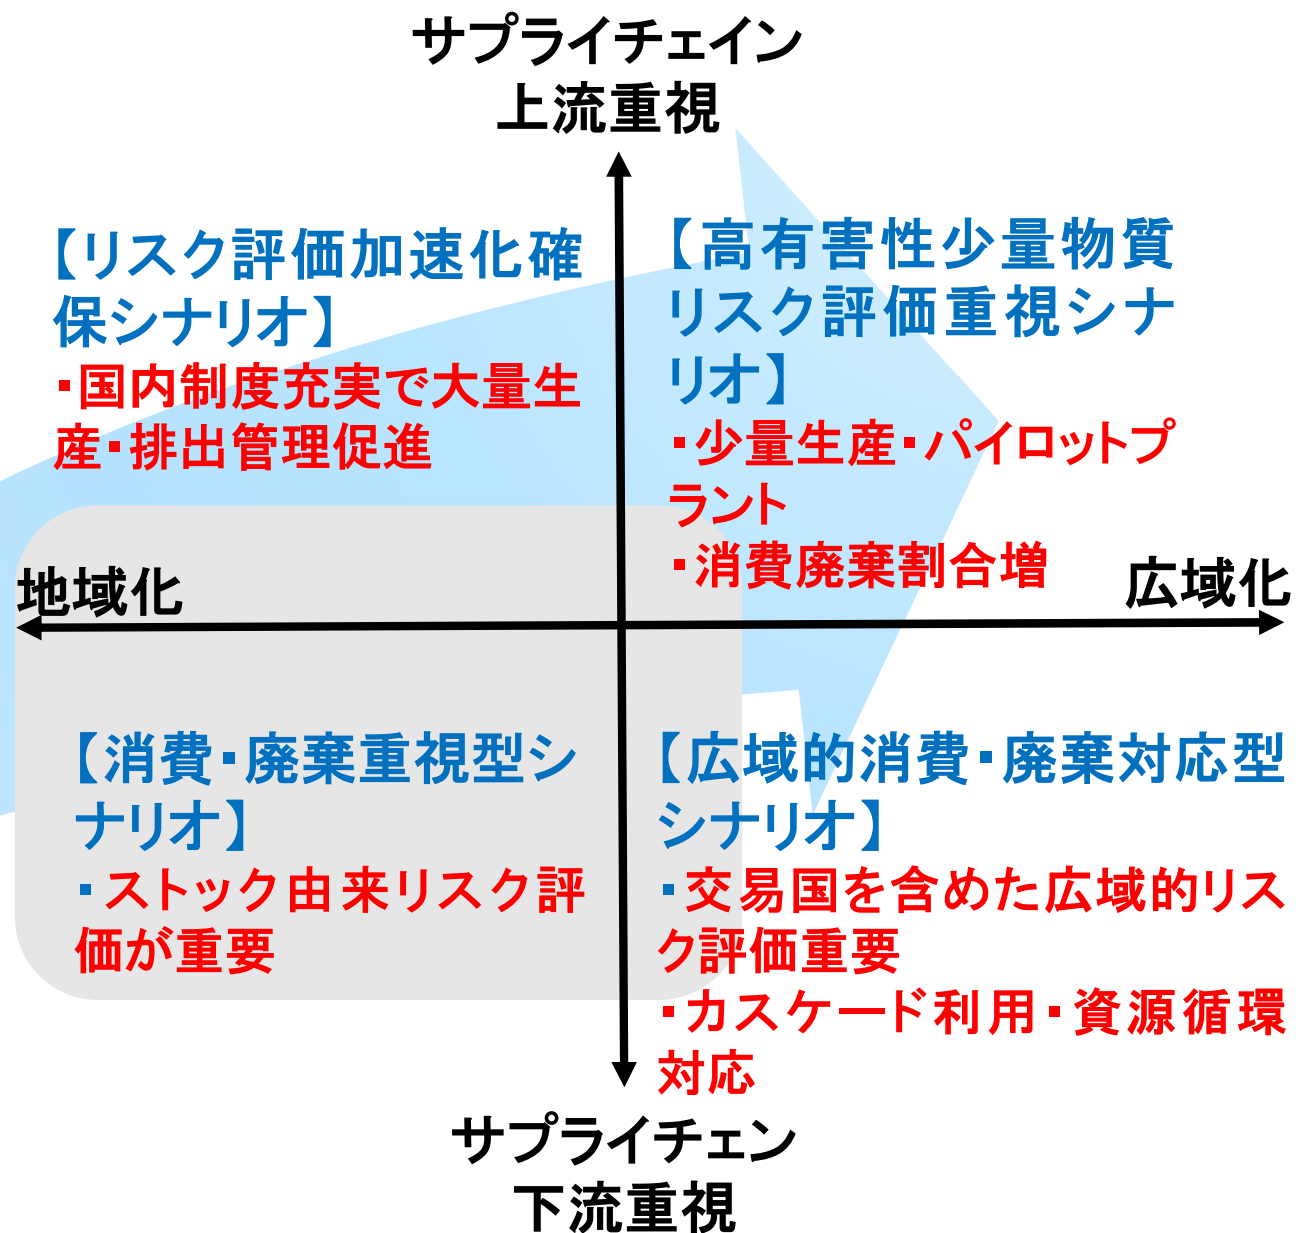 サプライチェイン
上流重視
【リスク評価加速化確
保シナリオ】
・国内制度充実で大量生
産・排出管理促進
【高有害性少量物質
リスク評価重視シナ
リオ】
・少量生産・パイロットプ
ラント
・消費廃棄割合増
地域化
広域化
【消費・廃棄重視型シ
ナリオ】
・ストック由来リスク評
価が重要
【広域的消費・廃棄対応型
シナリオ】
・交易国を含めた広域的リス
ク評価重要
・カスケード利用・資源循環
対応
サプライチェン
下流重視